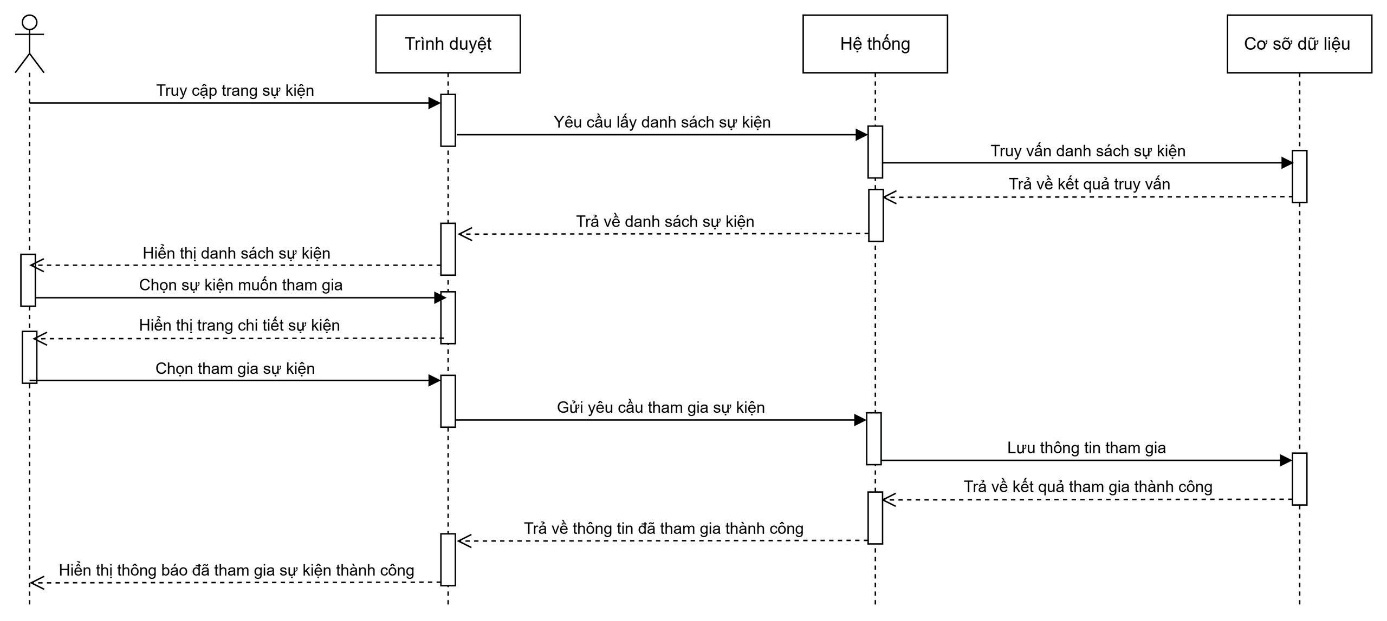 Trình duyệt
Hệ thống
Cơ sỡ dữ liệu
Truy cập trang sự kiện
Yêu cầu lấy danh sách sự kiện
Truy vấn danh sách sự kiện
Trả về kết quả truy vấn
Trả về danh sách sự kiện
Hiển thị danh sách sự kiện
Chọn sự kiện muốn tham gia
Hiển thị trang chi tiết sự kiện
Chọn tham gia sự kiện
Gửi yêu cầu tham gia sự kiện
Lưu thông tin tham gia
Trả về kết quả tham gia thành công
Trả về thông tin đã tham gia thành công
Hiển thị thông báo đã tham gia sự kiện thành công